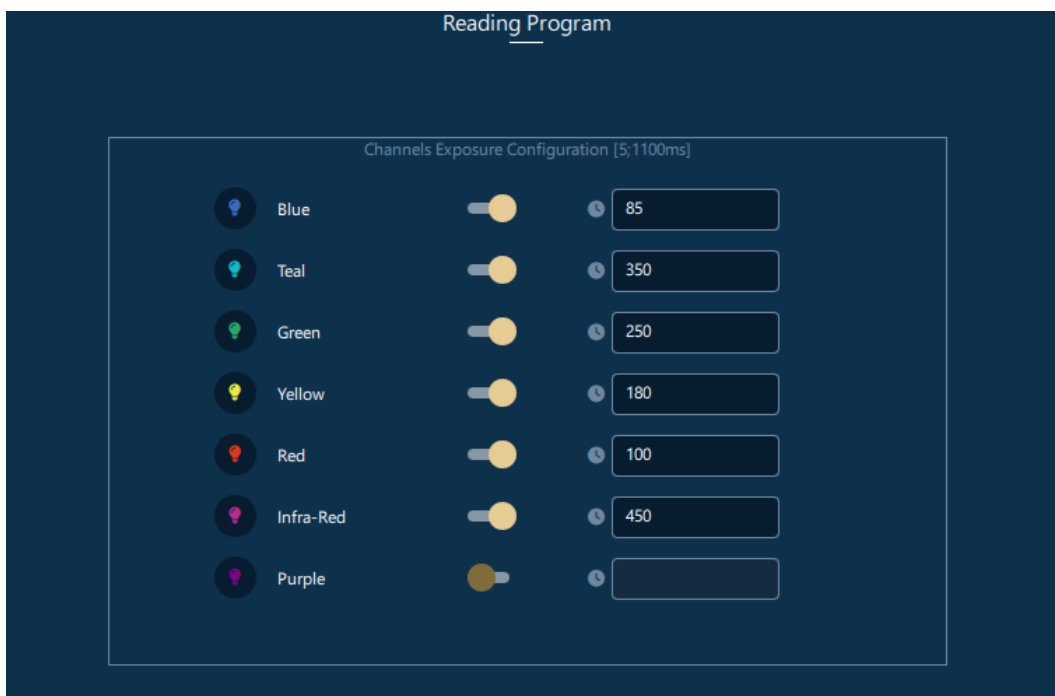 Reading Program
Channels Exposure Configuration [5;1100ms]
Blue 85
Teal 350
Green 250
Yellow 180
Red 100
Infra-Red 450
Purple